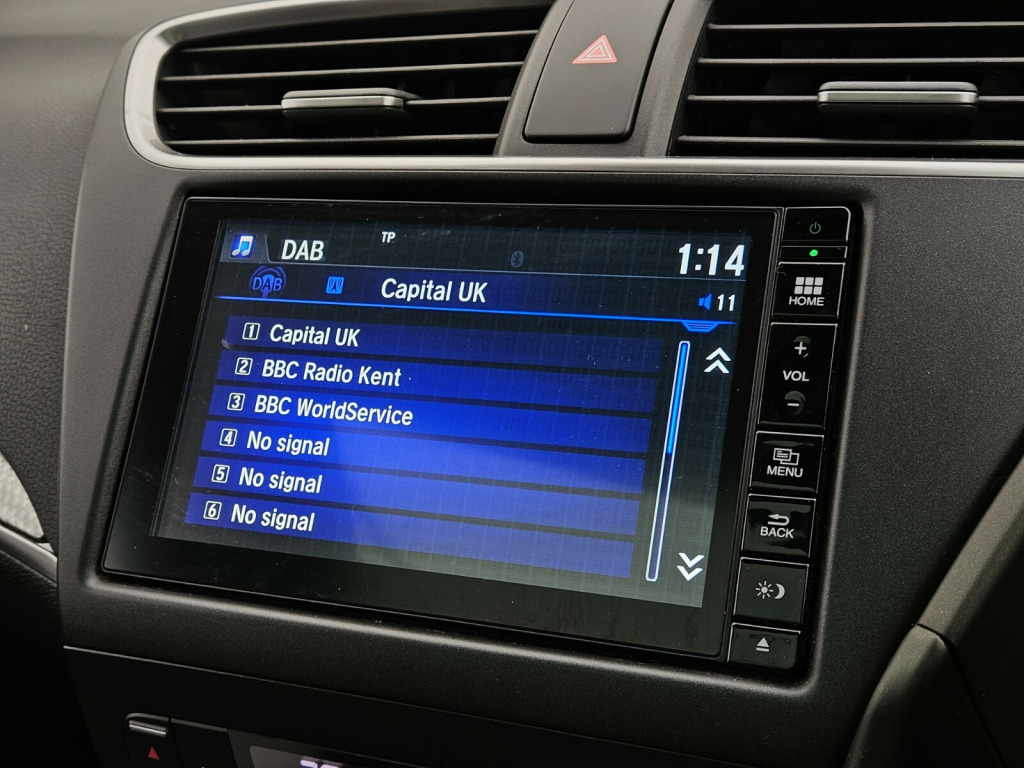 DAB TP 1:14
DAB Capital UK 11
1 Capital UK
2 BBC Radio Kent
3 BBC WorldService
4 No signal
5 No signal
6 No signal
HOME
+
VOL
−
MENU
BACK